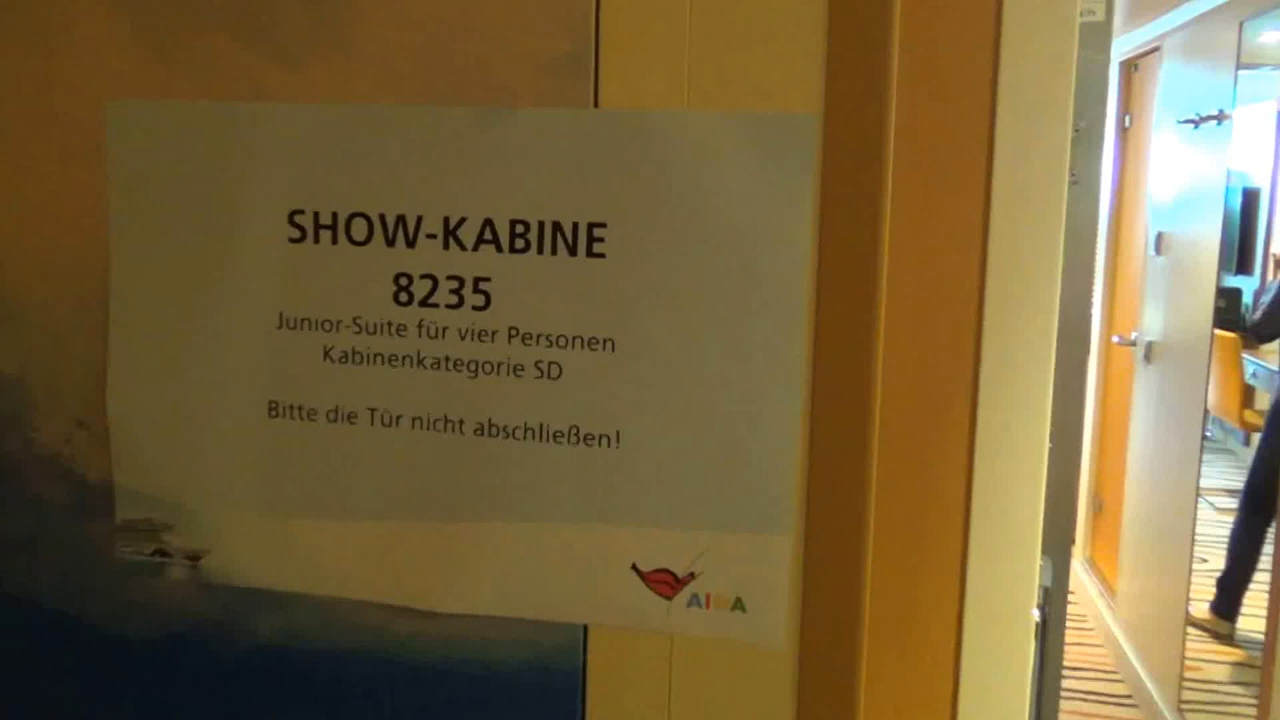 SHOW-KABINE
8235
Junior-Suite für vier Personen
Kabinenkategorie SD
Bitte die Tür nicht abschließen!
AIDA